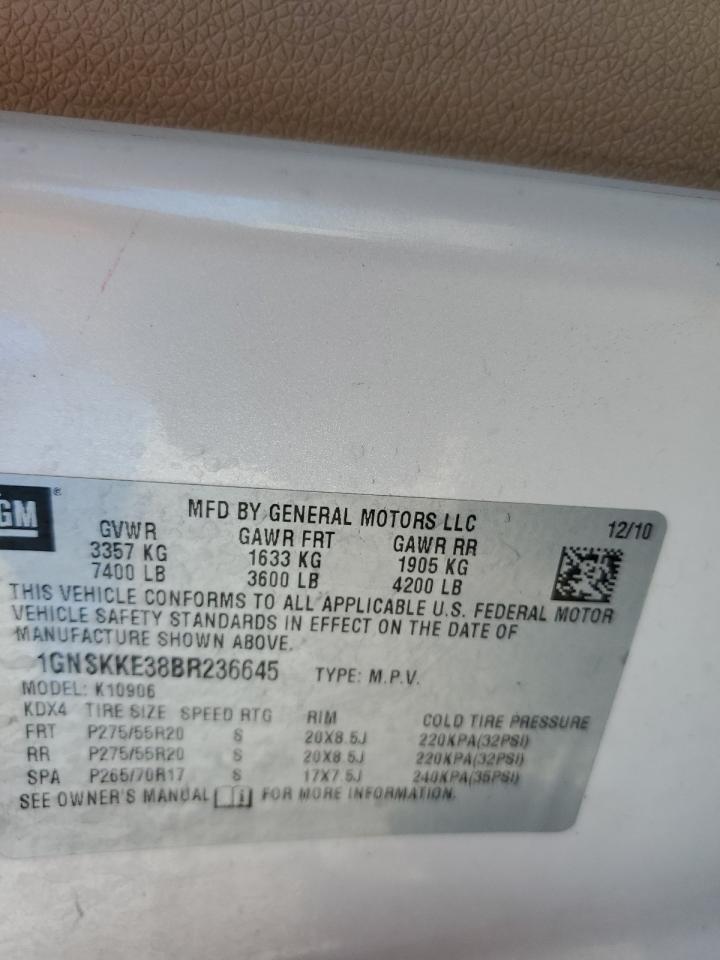 GM®
MFD BY GENERAL MOTORS LLC 12/10
GVWR GAWR FRT GAWR RR
3357 KG 1633 KG 1905 KG
7400 LB 3600 LB 4200 LB
THIS VEHICLE CONFORMS TO ALL APPLICABLE U.S. FEDERAL MOTOR
VEHICLE SAFETY STANDARDS IN EFFECT ON THE DATE OF
MANUFACTURE SHOWN ABOVE.
1GNSKKE38BR236645 TYPE: M.P.V.
MODEL: K10906
KDX4 TIRE SIZE SPEED RTG RIM COLD TIRE PRESSURE
FRT P275/55R20 S 20X8.5J 220KPA(32PSI)
RR P275/55R20 S 20X8.5J 220KPA(32PSI)
SPA P265/70R17 S 17X7.5J 240KPA(35PSI)
SEE OWNER'S MANUAL FOR MORE INFORMATION.